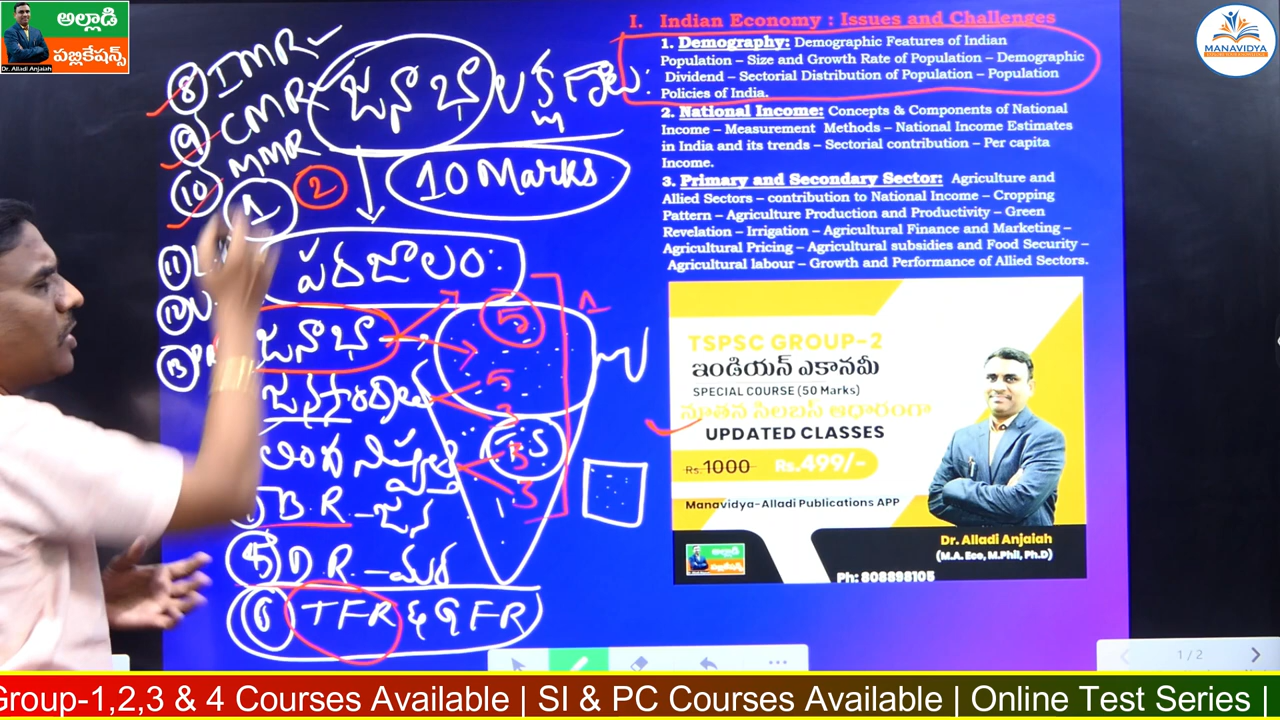 అల్లాడి
పబ్లికేషన్స్
Dr. Alladi Anjaiah
MANAVIDYA
8 IMR-
9 CMR-
10 MMR
జనాభా లక్షణాలు:
10 Marks
1
2
పరిజ్ఞానం:
జనాభా
5
జనసాంద్రత
5
3
T.S
3
3
B.R.-జన
5 D.R.-మర
6 TFR & GFR
I. Indian Economy : Issues and Challenges
1. Demography: Demographic Features of Indian
Population – Size and Growth Rate of Population – Demographic
Dividend – Sectorial Distribution of Population – Population
Policies of India.
2. National Income: Concepts & Components of National
Income – Measurement Methods – National Income Estimates
in India and its trends – Sectorial contribution – Per capita
Income.
3. Primary and Secondary Sector: Agriculture and
Allied Sectors – contribution to National Income – Cropping
Pattern – Agriculture Production and Productivity – Green
Revelation – Irrigation – Agricultural Finance and Marketing –
Agricultural Pricing – Agricultural subsidies and Food Security –
Agricultural labour – Growth and Performance of Allied Sectors.
TSPSC GROUP-2
ఇండియన్ ఎకానమీ
SPECIAL COURSE (50 Marks)
నూతన సిలబస్ ఆధారంగా
UPDATED CLASSES
Rs.1000 Rs.499/-
Manavidya-Alladi Publications APP
Dr. Alladi Anjaiah
(M.A. Eco, M.Phil, Ph.D)
Ph: 808898105
1 / 2
Group-1,2,3 & 4 Courses Available | SI & PC Courses Available | Online Test Series |